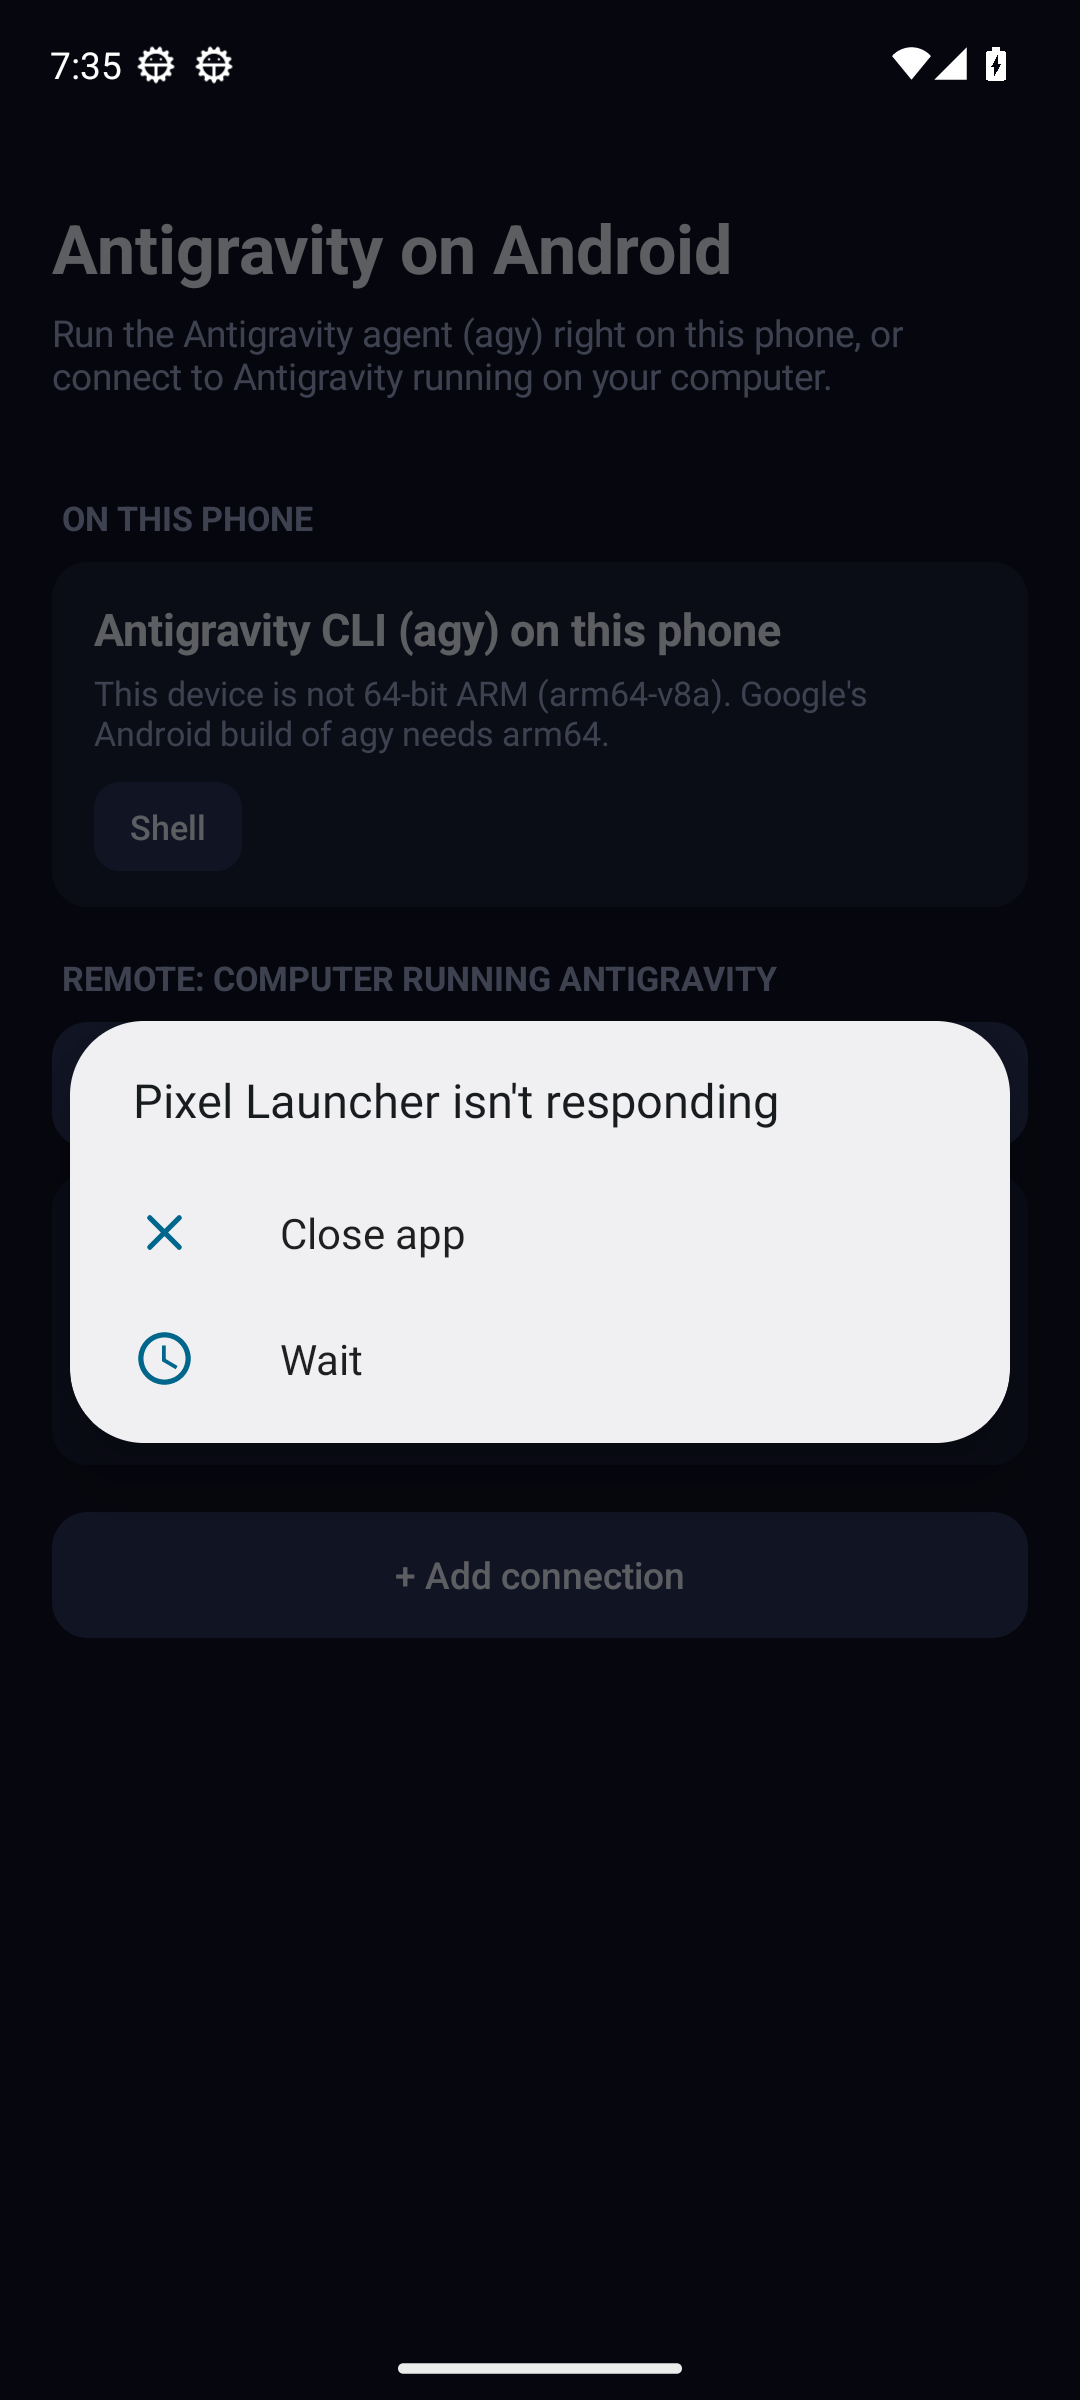 7:35
Antigravity on Android
Run the Antigravity agent (agy) right on this phone, or
connect to Antigravity running on your computer.
ON THIS PHONE
Antigravity CLI (agy) on this phone
This device is not 64-bit ARM (arm64-v8a). Google's
Android build of agy needs arm64.
Shell
REMOTE: COMPUTER RUNNING ANTIGRAVITY
Pixel Launcher isn't responding
Close app
Wait
+ Add connection